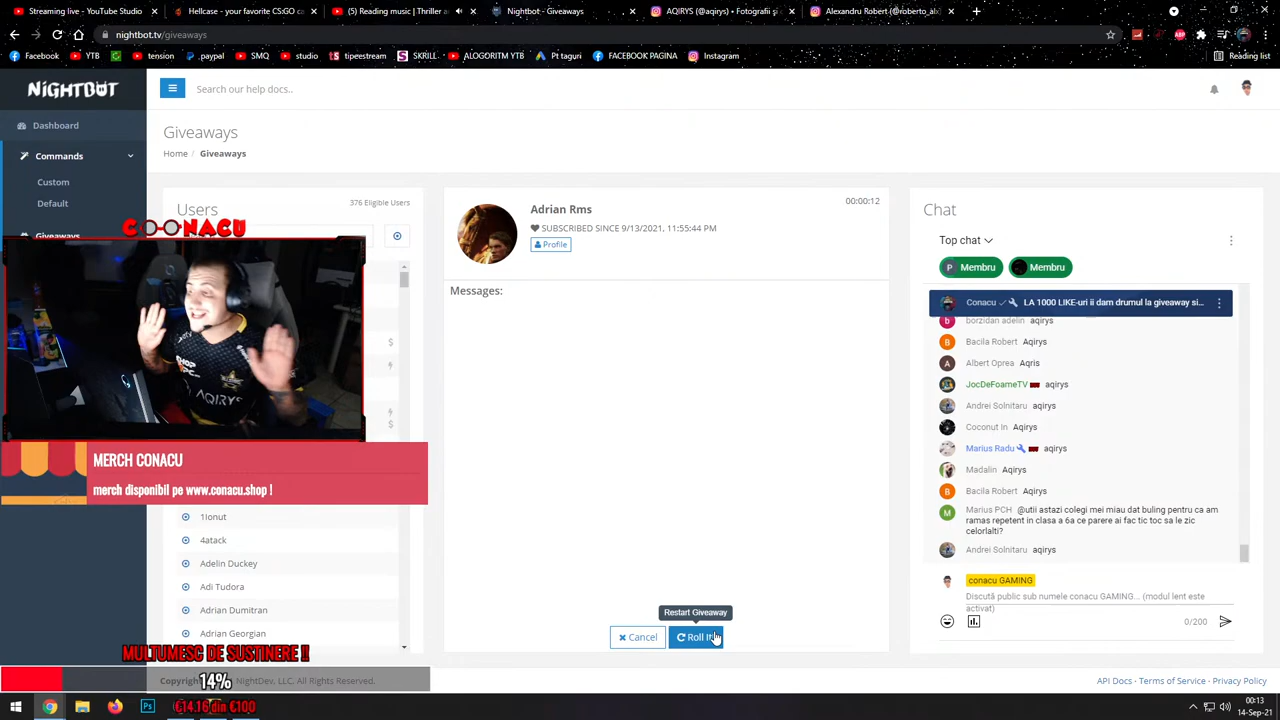 Streaming - YouTube Studio
Hellcase - Your famous CSGO ca
(5) Reading music | Thriller ar
Nightbot - Giveaways
AQIRYS (@aqirys) • Fotografii ș
Alexandru Robert (@roberto_al
nightbot.tv/giveaways
Facebook
YTB
tension
.paypal
SMQ
studio
tipeestream
SKRILL
ALOGORITM YTB
Pt taguri
FACEBOOK PAGINA
Instagram
Reading list
NiGHTBOT
Search our help docs..
Dashboard
Commands
Custom
Default
Giveaways
Giveaways
Home / Giveaways
Users
376 Eligible Users
COONACU
MERCH CONACU
merch disponibil pe www.conacu.shop !
1Ionut
4atack
Adelin Duckey
Adi Tudora
Adrian Dumitran
Adrian Georgian
MULTUMESC DE SUSTINERE !!
14%
€14.16 din €100
NightDev, LLC. All Rights Reserved.
Adrian Rms
00:00:12
SUBSCRIBED SINCE 9/13/2021, 11:55:44 PM
Profile
Messages:
Restart Giveaway
Cancel
Roll It!
Chat
Top chat
P Membru
Membru
Conacu LA 1000 LIKE-uri ii dam drumul la giveaway si...
borzidan adelin aqirys
Bacila Robert Aqirys
Albert Oprea Aqris
JocDeFoameTV aqirys
Andrei Solnitaru aqirys
Coconut In Aqirys
Marius Radu aqirys
Madalin Aqirys
Bacila Robert Aqirys
Marius PCH @utii astazi colegi mei miau dat buling pentru ca am
ramas repetent in clasa a 6a ce parere ai fac tic toc sa le zic
celorlalti?
Andrei Solnitaru aqirys
conacu GAMING
Discută public sub numele conacu GAMING... (modul lent este
activat)
0/200
API Docs - Terms of Service - Privacy Policy
00:13
14-Sep-21